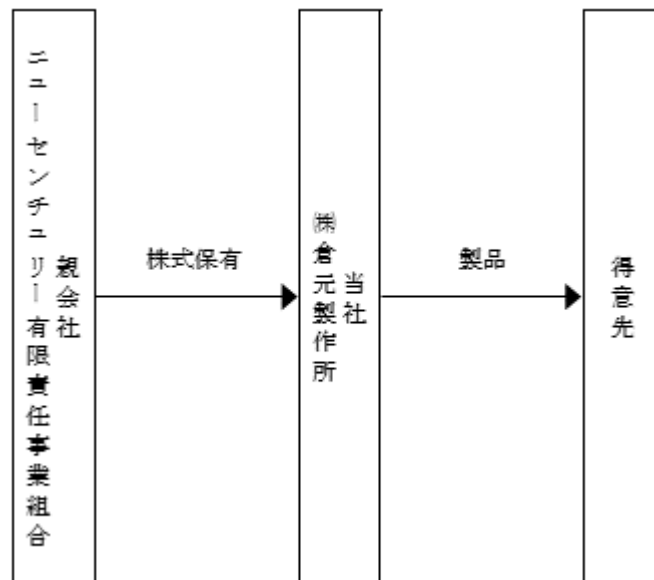 親会社
ニューセンチュリー有限責任事業組合
株式保有
当社
㈱倉元製作所
製品
得意先